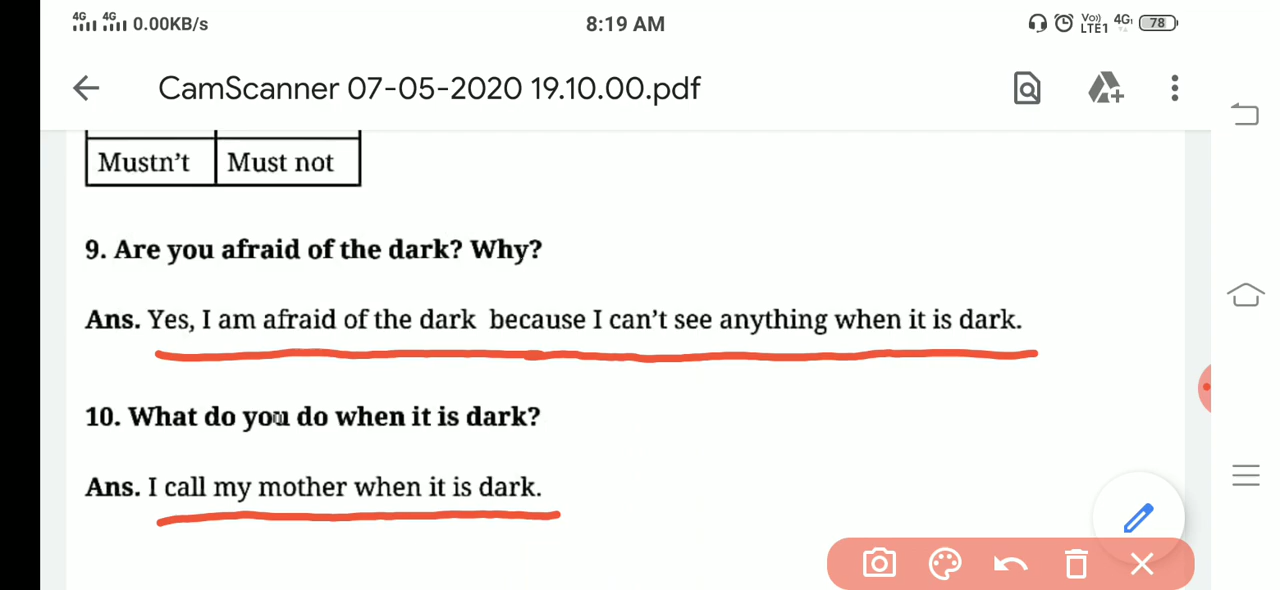 4G 4G 0.00KB/s 8:19 AM Vo)) LTE1 4G 78
CamScanner 07-05-2020 19.10.00.pdf
Mustn’t Must not
9. Are you afraid of the dark? Why?
Ans. Yes, I am afraid of the dark because I can’t see anything when it is dark.
10. What do you do when it is dark?
Ans. I call my mother when it is dark.